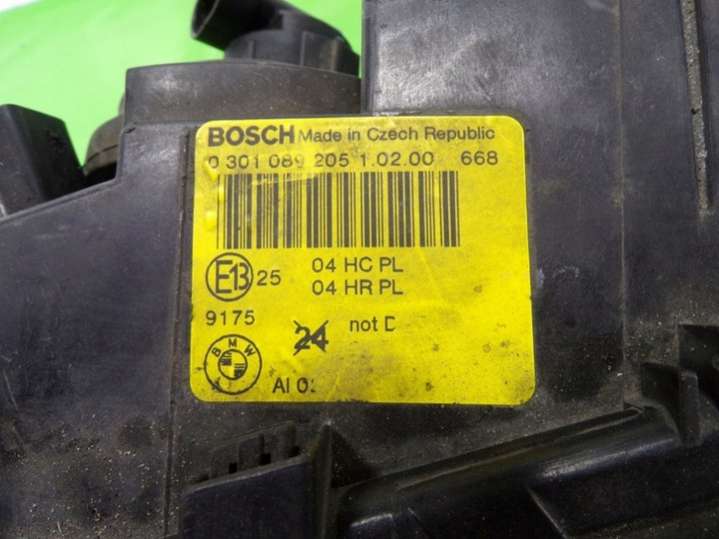 BOSCH Made in Czech Republic
0 301 089 205 1.02.00 668
E13 25 04 HC PL
04 HR PL
9175 24 not
BMW
AI